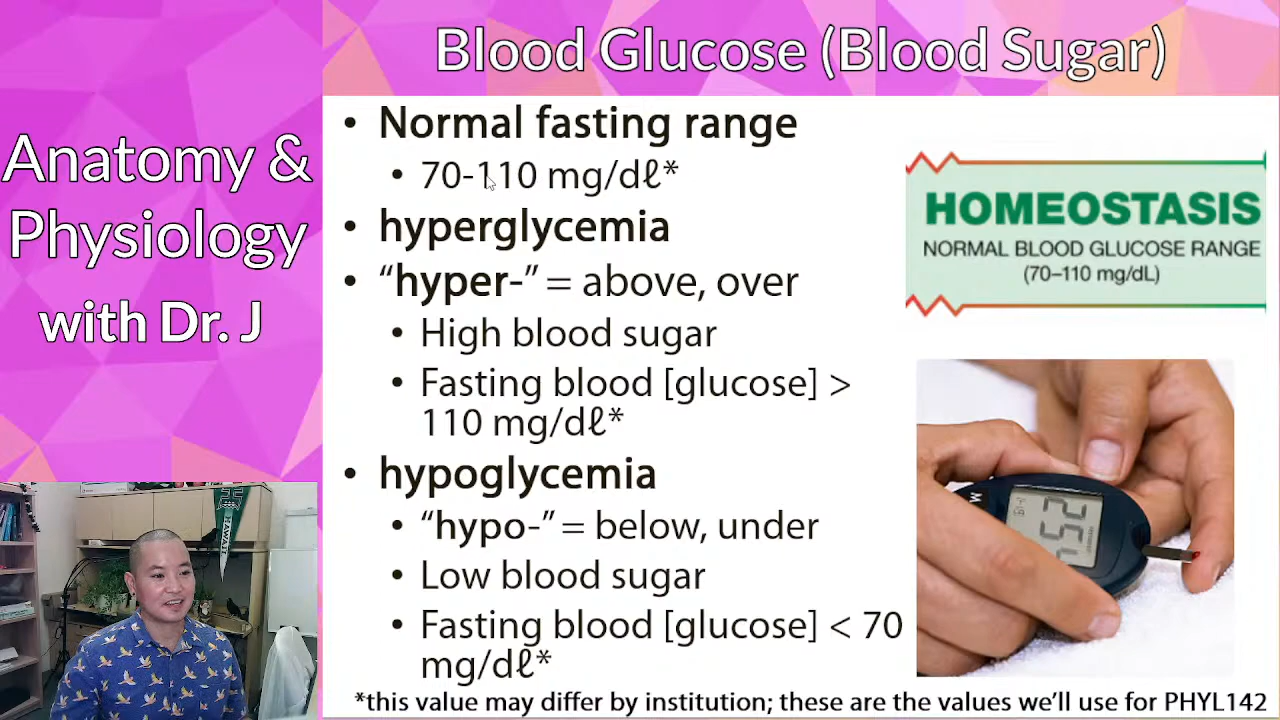 Blood Glucose (Blood Sugar)
Anatomy &
Physiology
with Dr. J
• Normal fasting range
• 70-110 mg/dℓ*
• hyperglycemia
• “hyper-” = above, over
• High blood sugar
• Fasting blood [glucose] >
110 mg/dℓ*
• hypoglycemia
• “hypo-” = below, under
• Low blood sugar
• Fasting blood [glucose] < 70
mg/dℓ*
*this value may differ by institution; these are the values we’ll use for PHYL142
HOMEOSTASIS
NORMAL BLOOD GLUCOSE RANGE
(70–110 mg/dL)
M
H